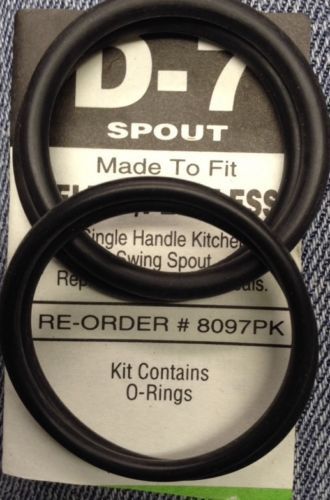 D-7
SPOUT
Made To Fit
Single Handle Kitchen
Swing Spout
RE-ORDER # 8097PK
Kit Contains
O-Rings